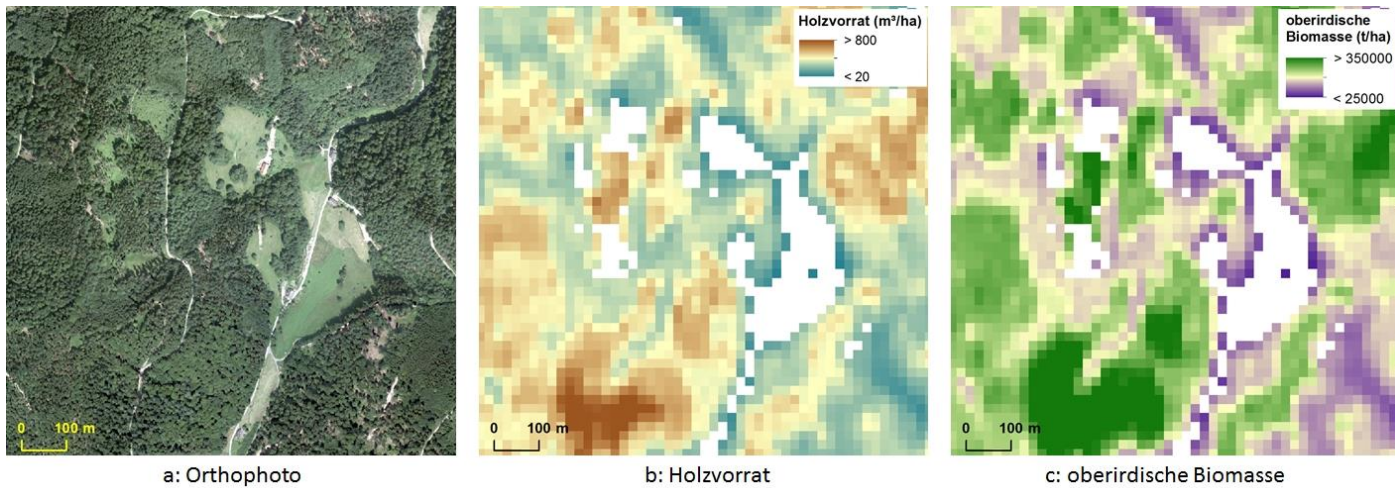 Holzvorrat (m³/ha)
> 800
< 20
oberirdische
Biomasse (t/ha)
> 350000
< 25000
0 100 m
0 100 m
0 100 m
a: Orthophoto
b: Holzvorrat
c: oberirdische Biomasse